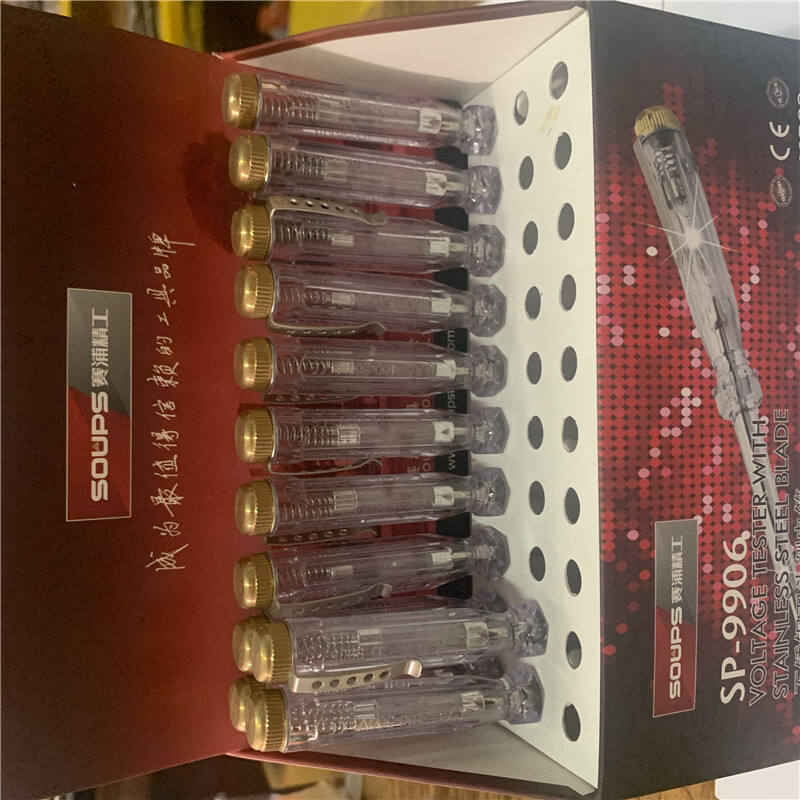 SOUPS 赛浦精工
成为最值得信赖的工具品牌
SOUPS 赛浦精工
SP-9906
VOLTAGE TESTER WITH
STAINLESS STEEL BLADE
CE